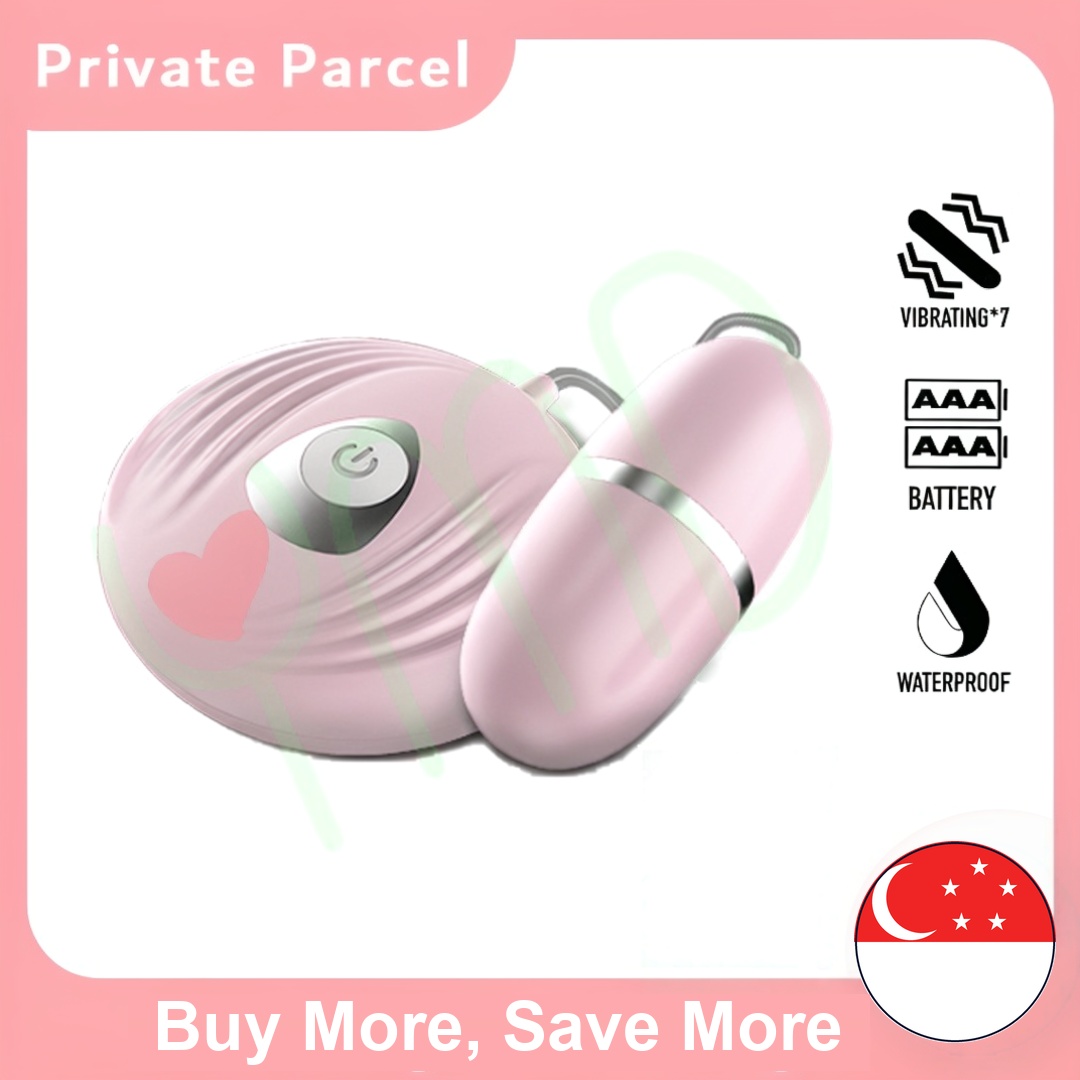 Private Parcel
VIBRATING*7
AAA
AAA
BATTERY
WATERPROOF
Buy More, Save More